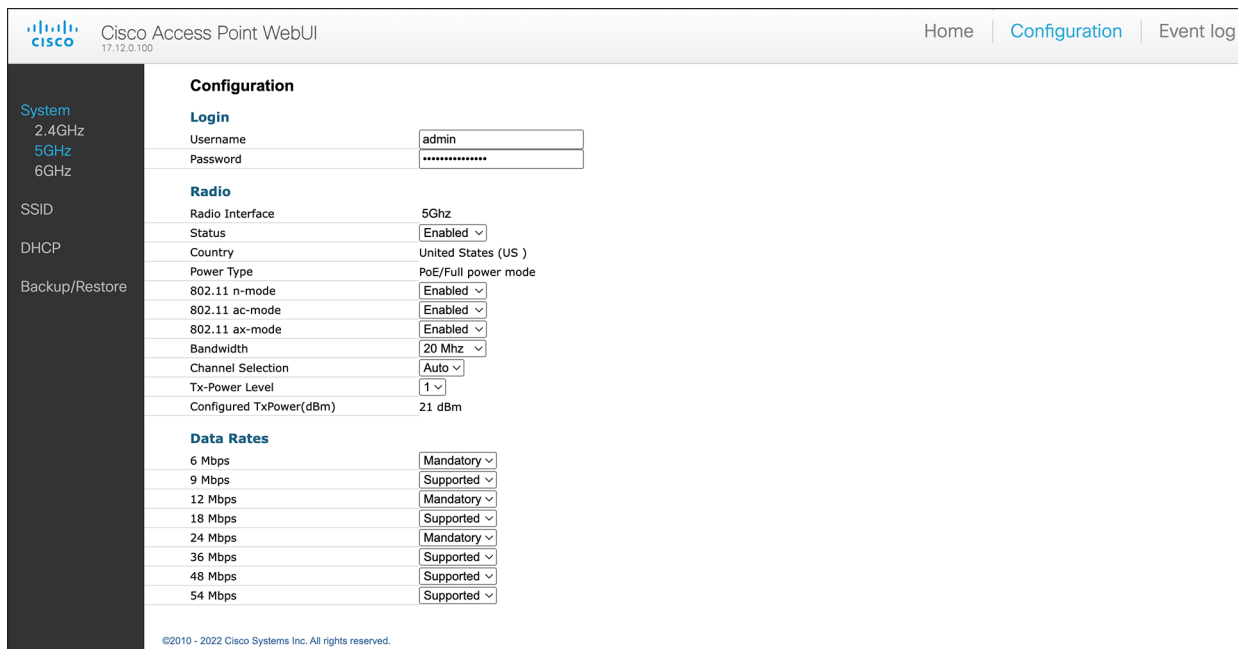 CISCO
Cisco Access Point WebUI
17.12.0.100
Home
Configuration
Event log
System
2.4GHz
5GHz
6GHz
SSID
DHCP
Backup/Restore
Configuration
Login
Username admin
Password •••••••••••••••
Radio
Radio Interface 5Ghz
Status Enabled
Country United States (US )
Power Type PoE/Full power mode
802.11 n-mode Enabled
802.11 ac-mode Enabled
802.11 ax-mode Enabled
Bandwidth 20 Mhz
Channel Selection Auto
Tx-Power Level 1
Configured TxPower(dBm) 21 dBm
Data Rates
6 Mbps Mandatory
9 Mbps Supported
12 Mbps Mandatory
18 Mbps Supported
24 Mbps Mandatory
36 Mbps Supported
48 Mbps Supported
54 Mbps Supported
©2010 - 2022 Cisco Systems Inc. All rights reserved.